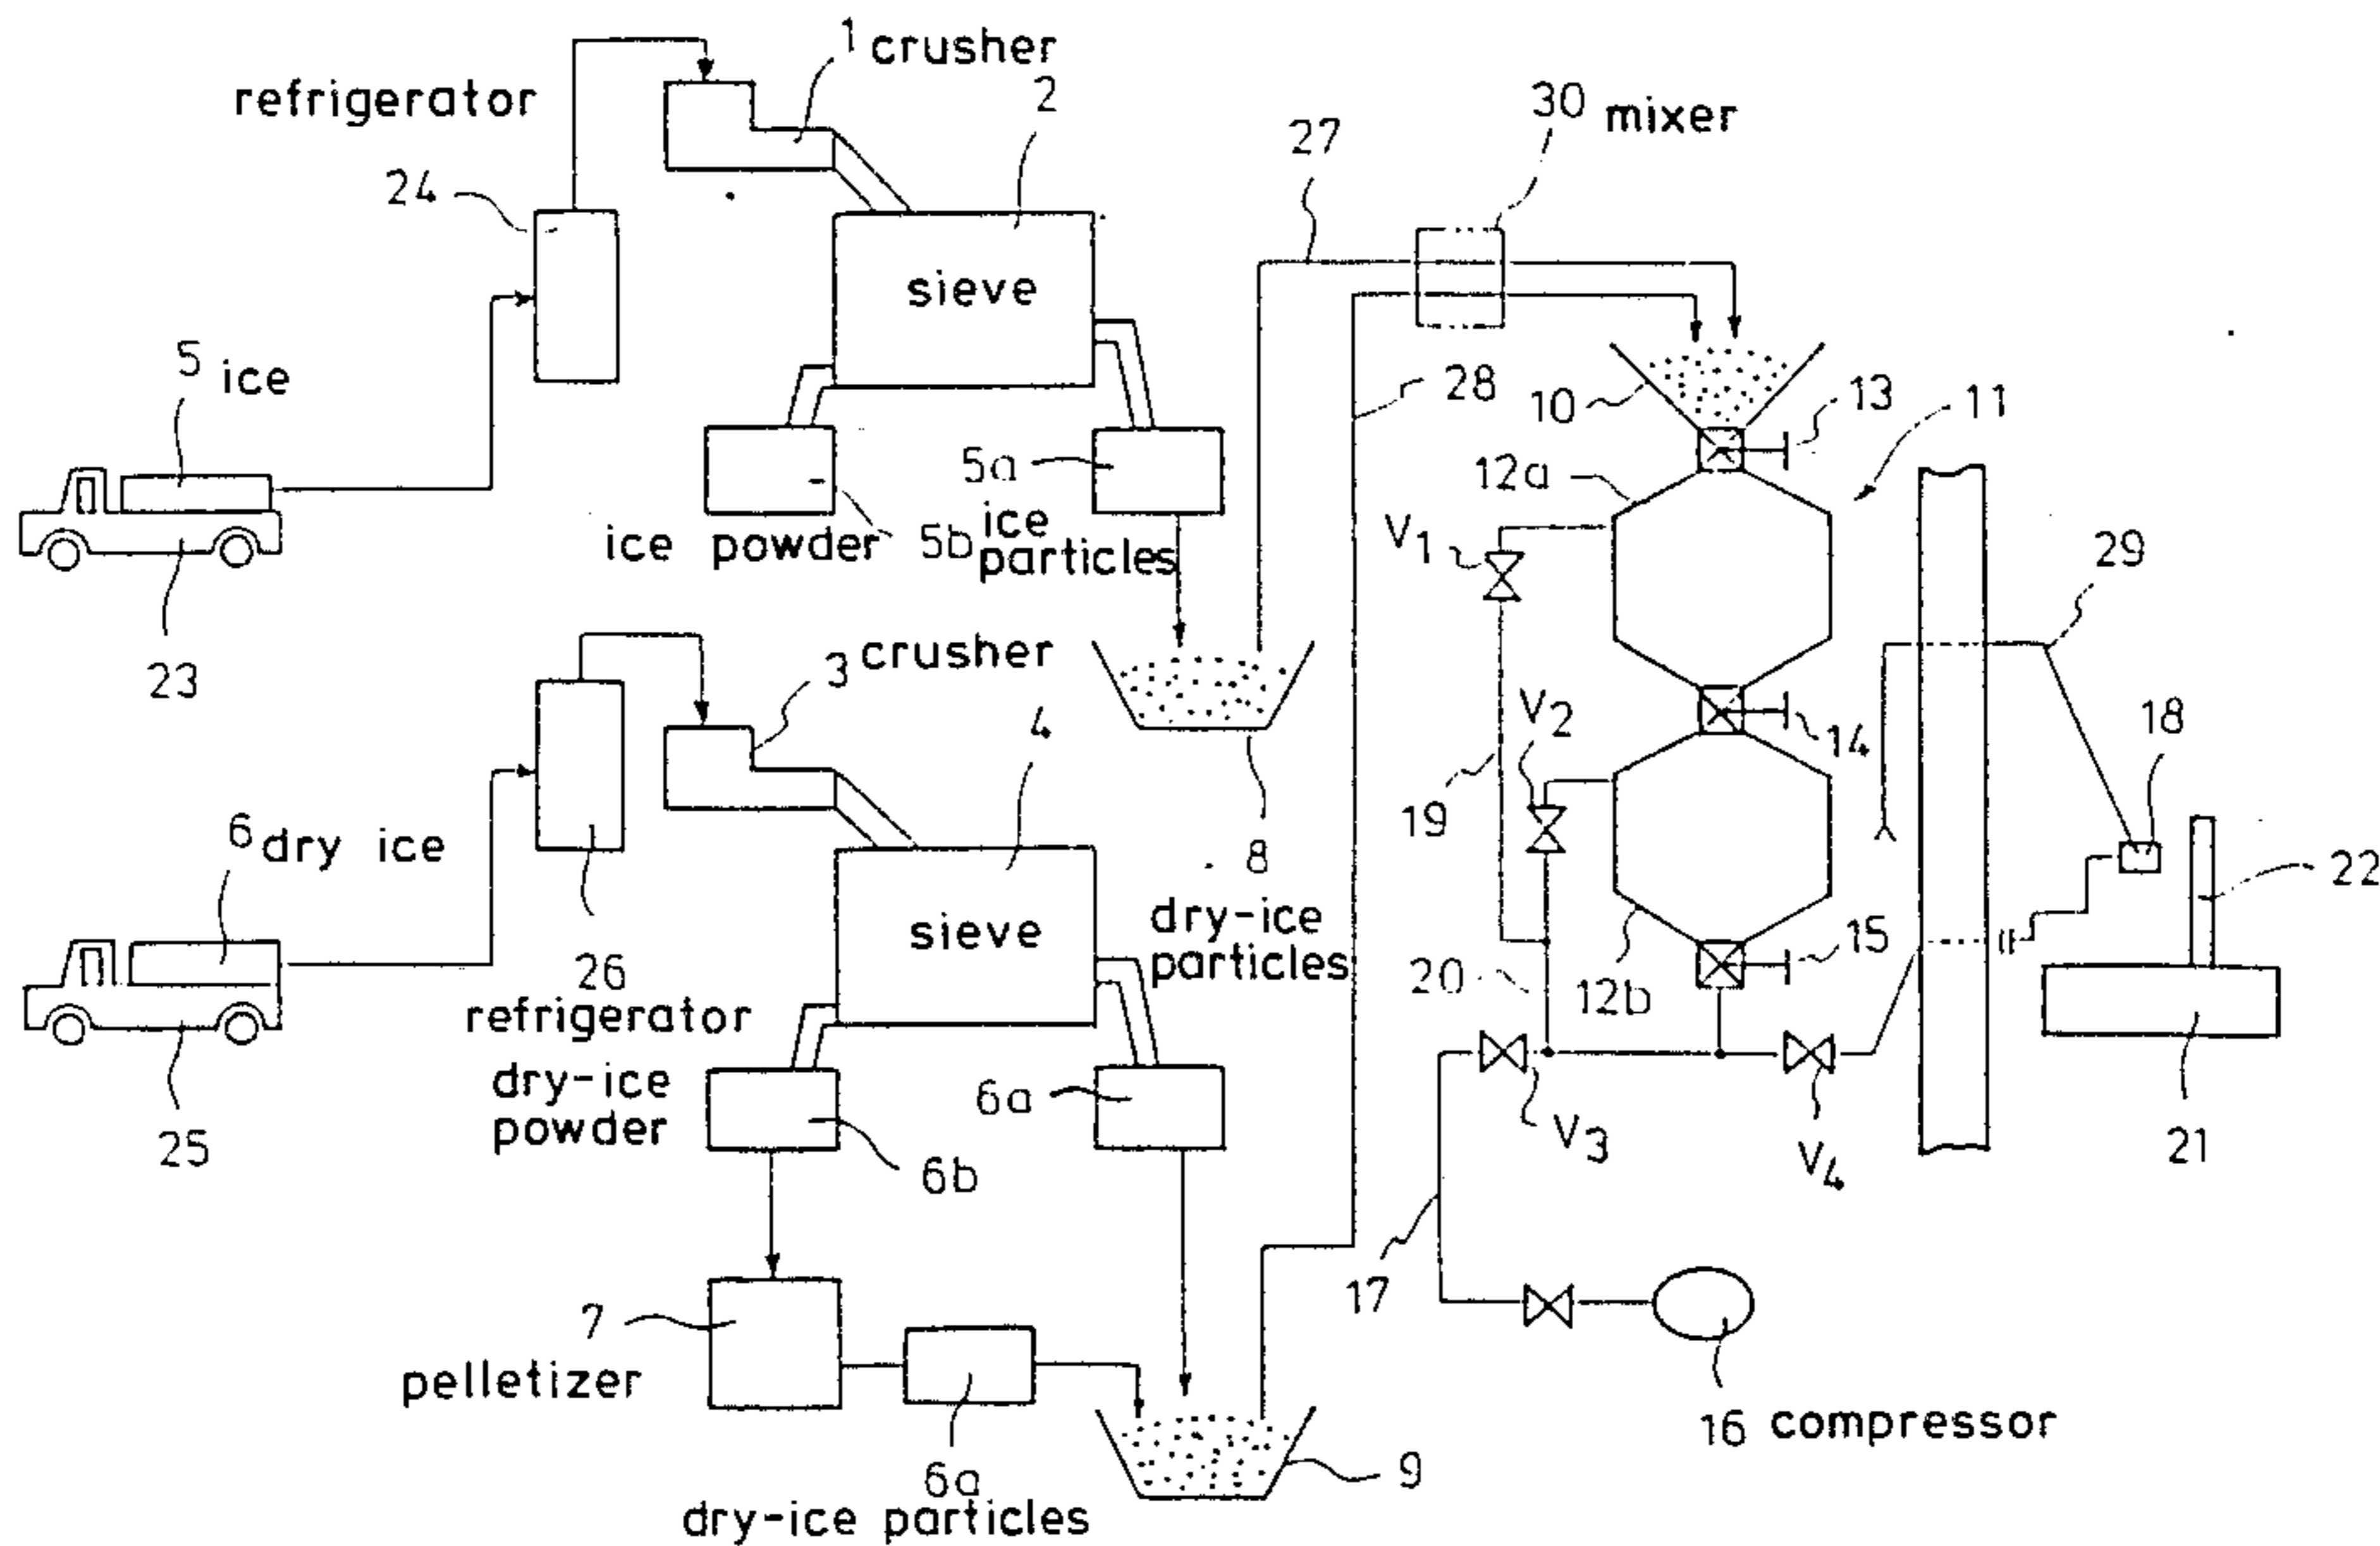 1 crusher
refrigerator
2
30 mixer
27
24
sieve
5 ice
28
10
13
11
5a
12a
ice powder
5b
ice
particles
V1
29
23
3 crusher
4
V2
14
18
19
8
6 dry ice
22
sieve
dry-ice
particles
15
26
20
12b
refrigerator
dry-ice
powder
6a
25
6b
V3
V4
21
7
17
pelletizer
16 compressor
6a
9
dry-ice particles